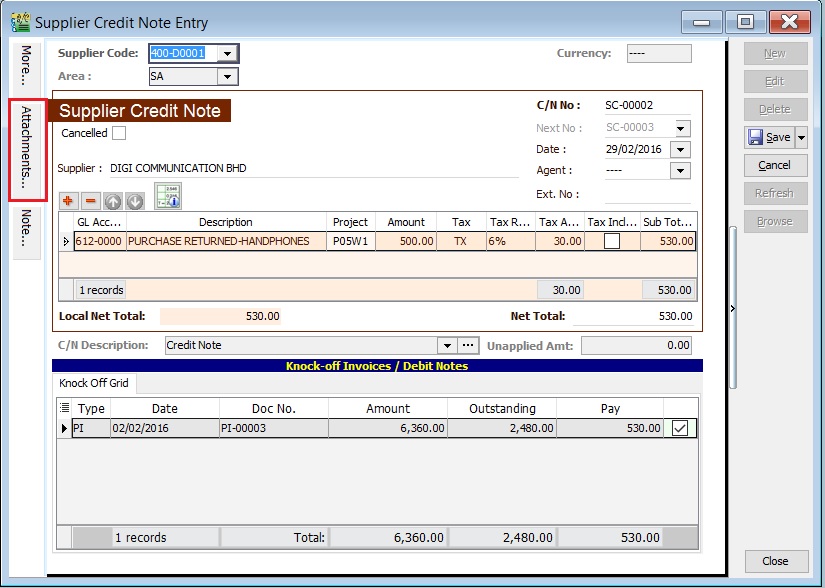 Supplier Credit Note Entry
More...
Attachments...
Note...
Supplier Code: 400-D0001 Currency: ----
Area : SA
Supplier Credit Note
Cancelled
C/N No : SC-00002
Next No : SC-00003
Date : 29/02/2016
Supplier : DIGI COMMUNICATION BHD
Agent : ----
Ext. No :
GL Acc... Description Project Amount Tax Tax R... Tax A... Tax Incl... Sub Tot...
612-0000 PURCHASE RETURNED-HANDPHONES P05W1 500.00 TX 6% 30.00 530.00
1 records 30.00 530.00
Local Net Total: 530.00 Net Total: 530.00
C/N Description: Credit Note Unapplied Amt: 0.00
Knock-off Invoices / Debit Notes
Knock Off Grid
Type Date Doc No. Amount Outstanding Pay
PI 02/02/2016 PI-00003 6,360.00 2,480.00 530.00
1 records Total: 6,360.00 2,480.00 530.00
New
Edit
Delete
Save
Cancel
Refresh
Browse
Close